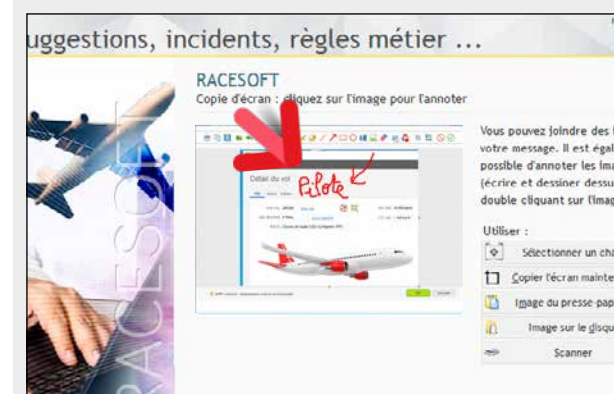 uggestions, incidents, règles métier ...
RACESOFT
Copie d'écran : cliquez sur l'image pour l'annoter
Détail du vol
Pilote
Vous pouvez joindre des
votre message. Il est égal
possible d'annoter les ima
(écrire et dessiner dessu
double cliquant sur l'imag
Utiliser :
Sélectionner un cha
Copier l'écran mainte
Image du presse-pap
Image sur le disqu
Scanner
RACESOFT